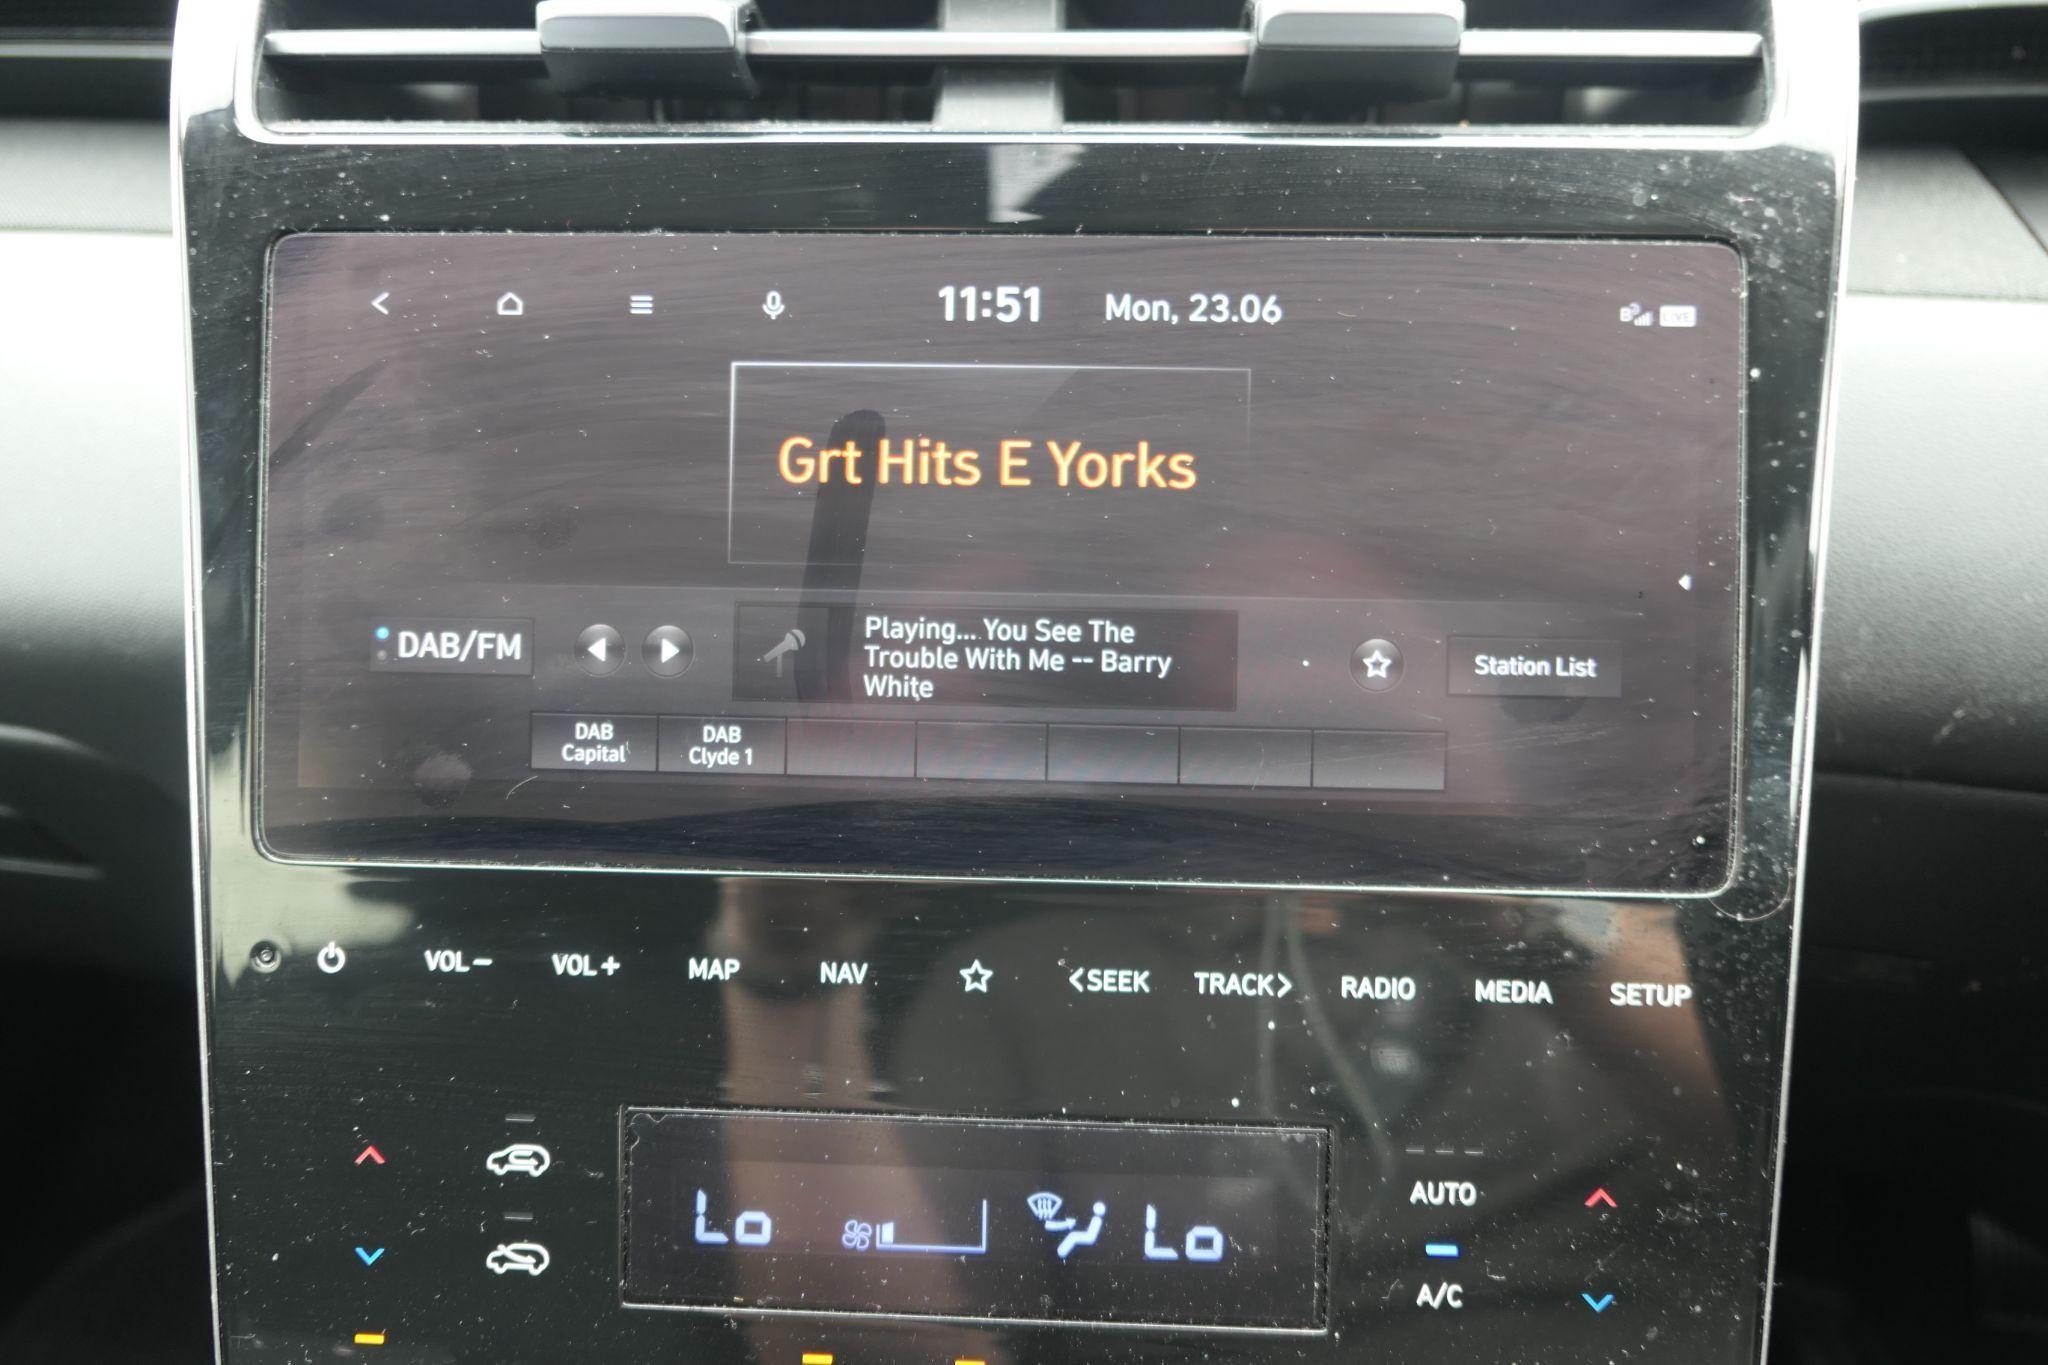 11:51 Mon, 23.06
LIVE
Grt Hits E Yorks
DAB/FM
Playing... You See The
Trouble With Me -- Barry
White
Station List
DAB
Capital
DAB
Clyde 1
VOL− VOL+ MAP NAV <SEEK TRACK> RADIO MEDIA SETUP
Lo Lo
AUTO
A/C